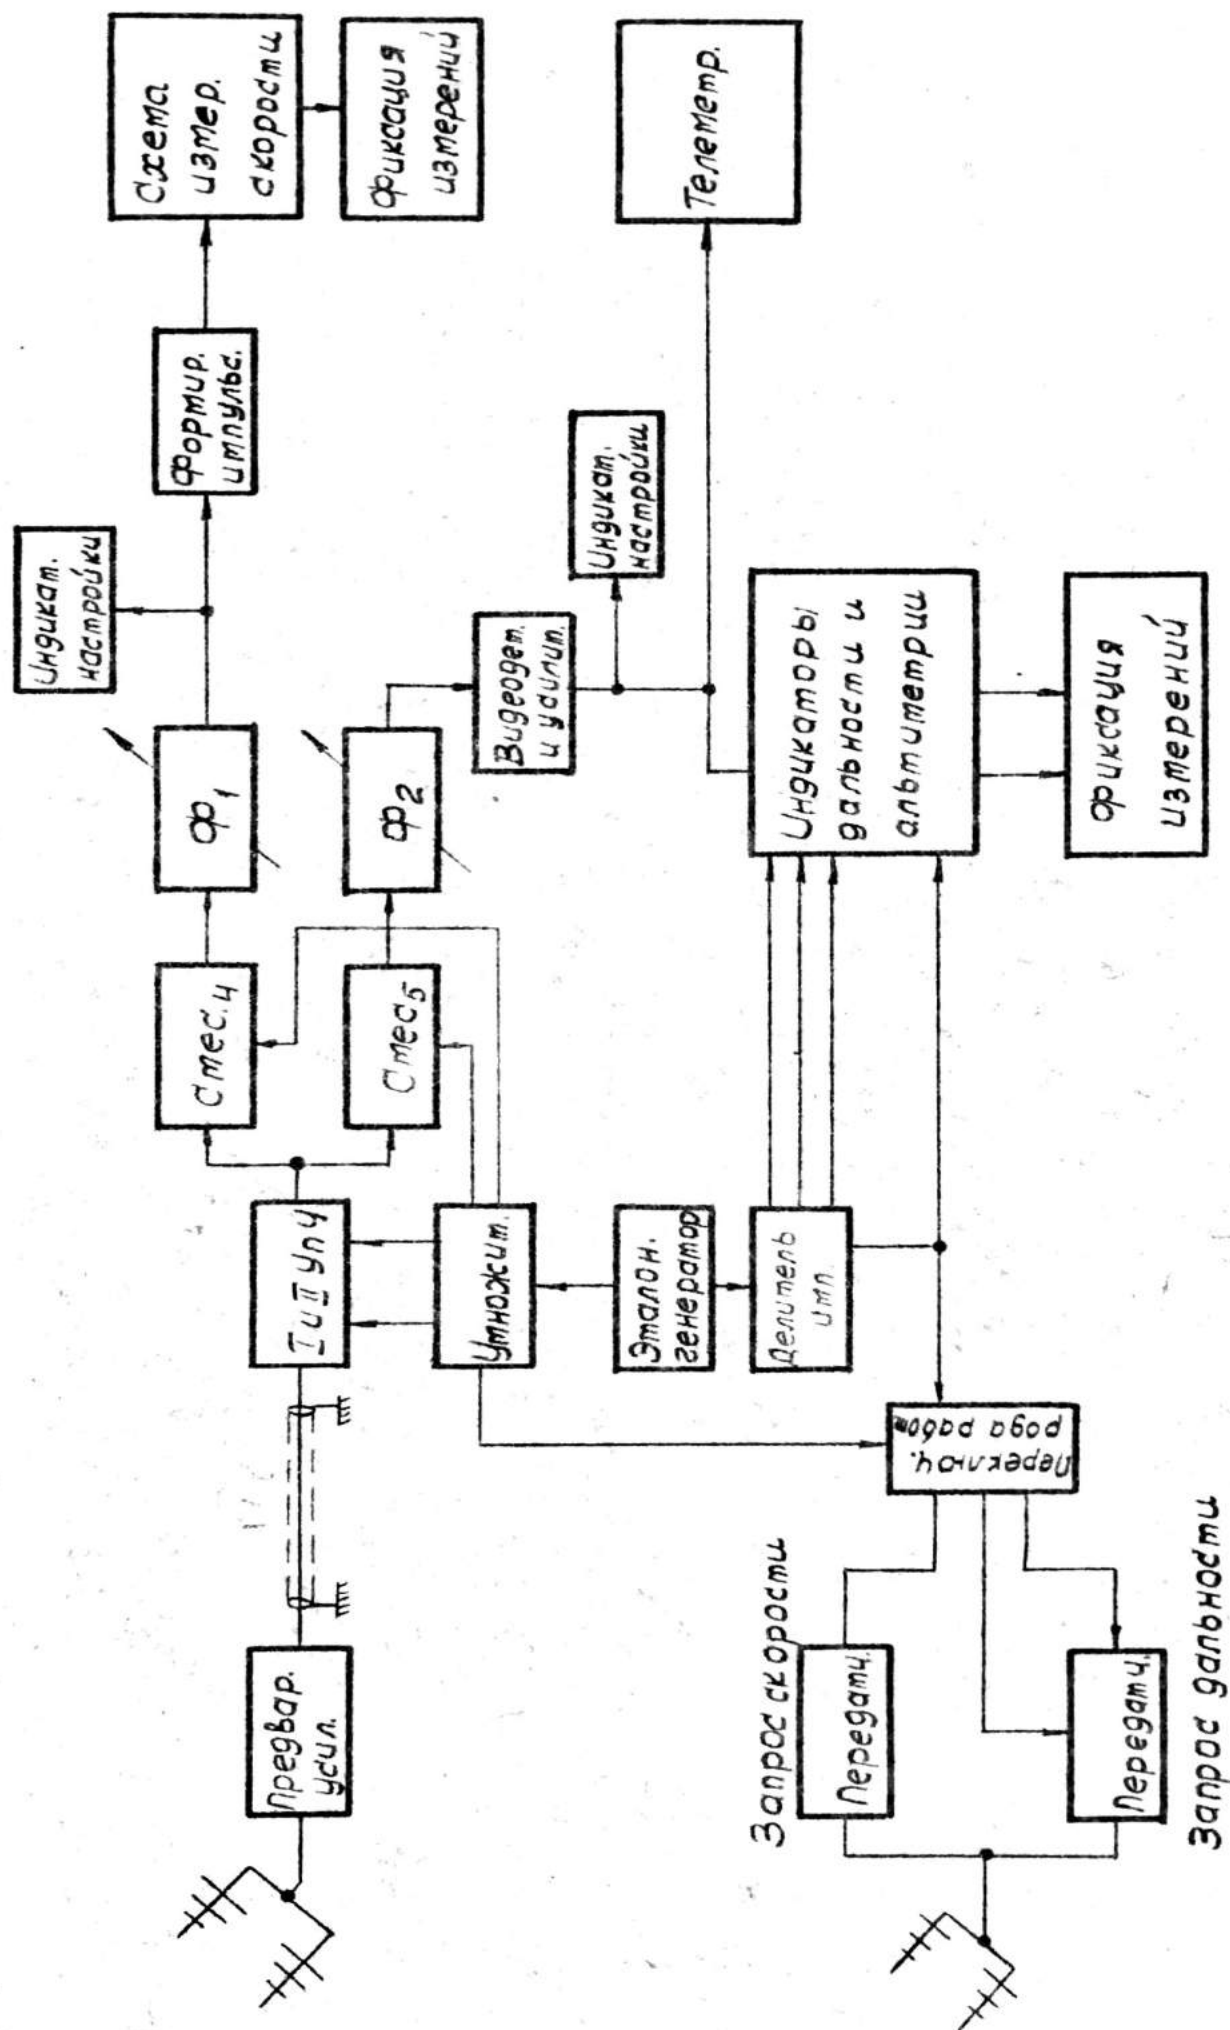 Предвар.
усил.
I и II УПЧ
Смес.4
Ф1
Индикат.
настройки
Формир.
импульс.
Схема
измер.
скорости
Фиксация
измерений
Смес5
Ф2
Видеодет.
и усилит.
Индикат.
настройки
Телеметр.
Умножит.
Эталон.
генератор
Делитель
имп.
Индикаторы
дальности и
альтиметрии
Фиксация
измерений
Переключ.
рода работ
Запрос скорости
Передатч.
Передатч.
Запрос дальности